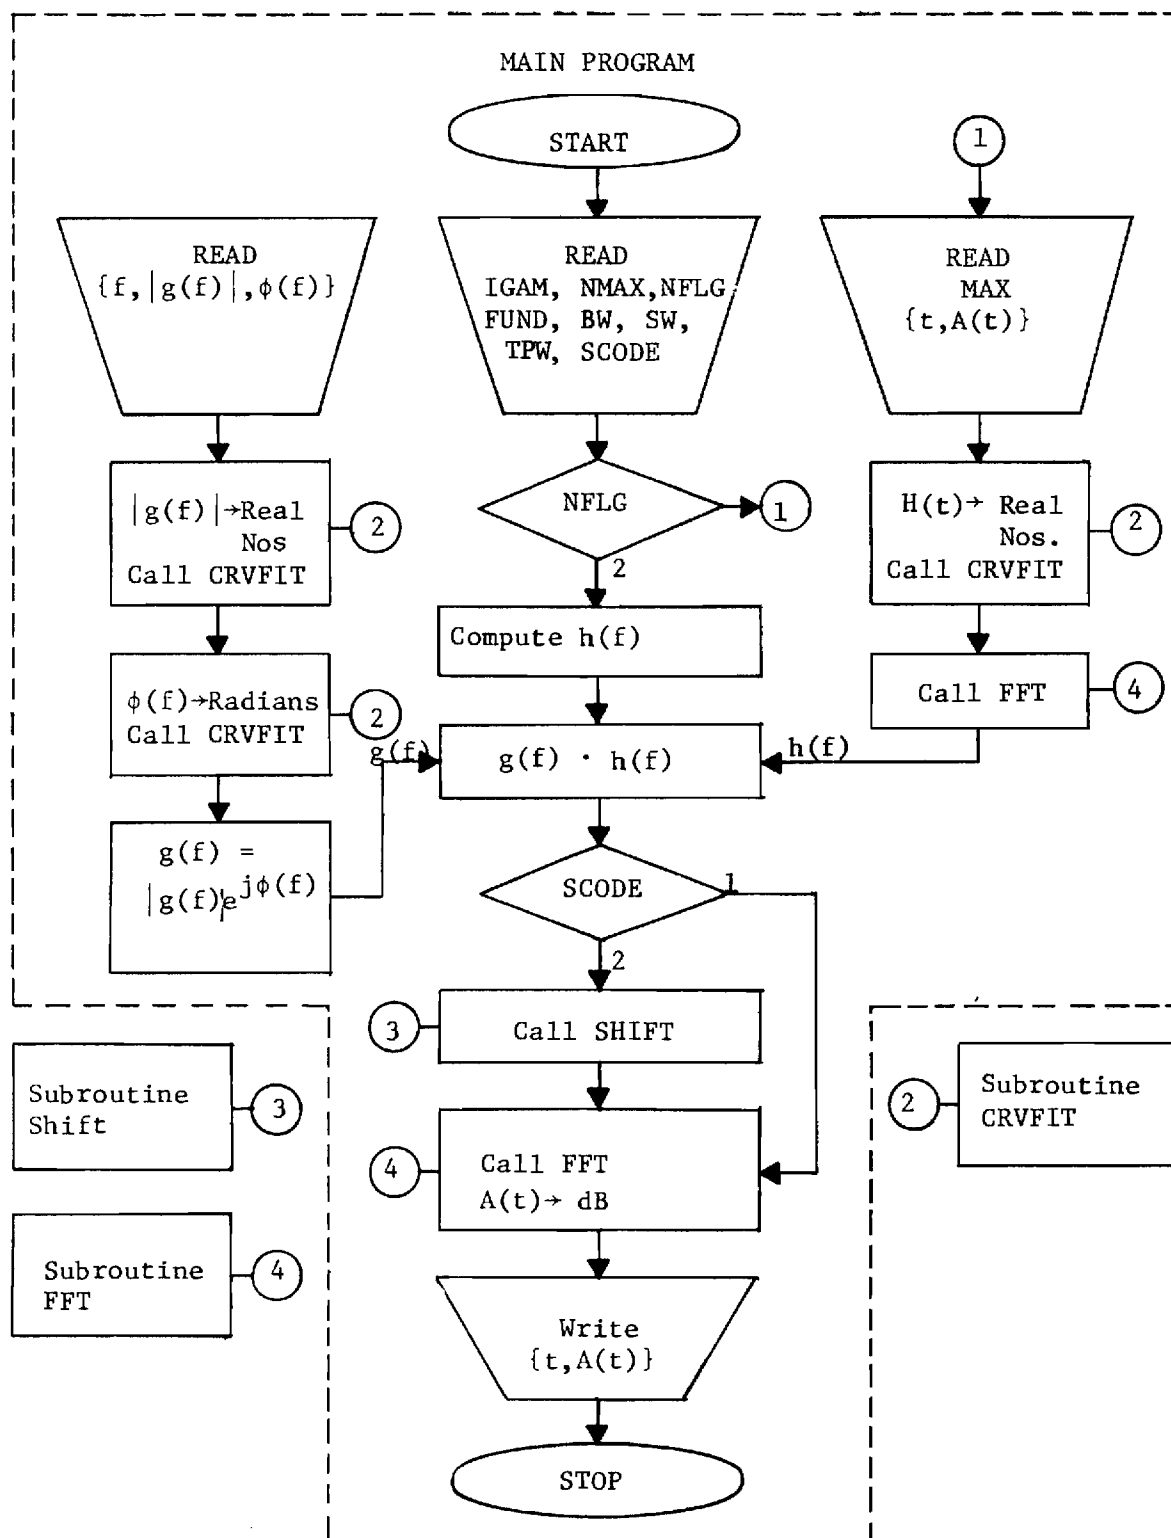 MAIN PROGRAM
START
1
READ
{f,|g(f)|,ϕ(f)}
READ
IGAM, NMAX,NFLG
FUND, BW, SW,
TPW, SCODE
READ
MAX
{t,A(t)}
|g(f)|→Real
Nos
Call CRVFIT
2
NFLG
1
2
H(t)→ Real
Nos.
Call CRVFIT
2
Compute h(f)
ϕ(f)→Radians
Call CRVFIT
2
Call FFT
4
g(f)
g(f) · h(f)
h(f)
g(f) =
|g(f)|e^jϕ(f)
SCODE
1
2
3
Call SHIFT
Subroutine
Shift
3
2
Subroutine
CRVFIT
4
Call FFT
A(t)→ dB
Subroutine
FFT
4
Write
{t,A(t)}
STOP